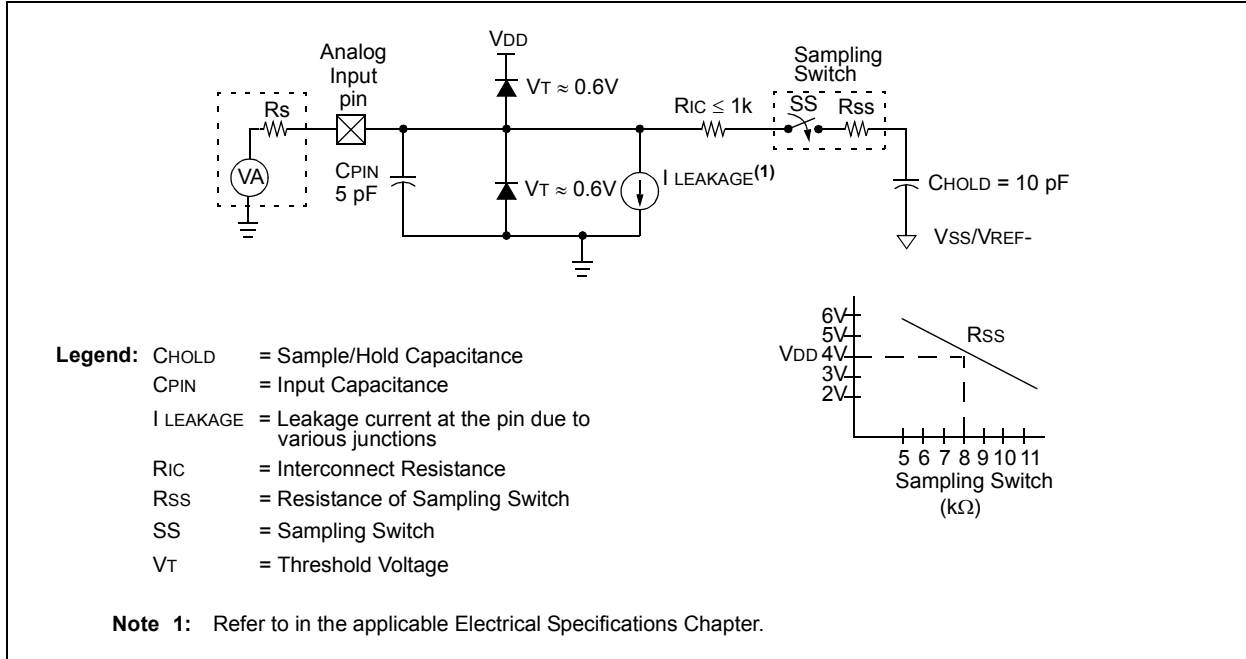 VDD
Analog
Input
pin
Sampling
Switch
VT ≈ 0.6V
Rs
RIC ≤ 1k
SS
Rss
VA
CPIN
5 pF
VT ≈ 0.6V
I LEAKAGE(1)
CHOLD = 10 pF
VSS/VREF-
6V
5V
VDD 4V
3V
2V
RSS
5 6 7 8 9 10 11
Sampling Switch
(kΩ)
Legend: CHOLD = Sample/Hold Capacitance
CPIN = Input Capacitance
I LEAKAGE = Leakage current at the pin due to
various junctions
RIC = Interconnect Resistance
RSS = Resistance of Sampling Switch
SS = Sampling Switch
VT = Threshold Voltage
Note 1: Refer to in the applicable Electrical Specifications Chapter.